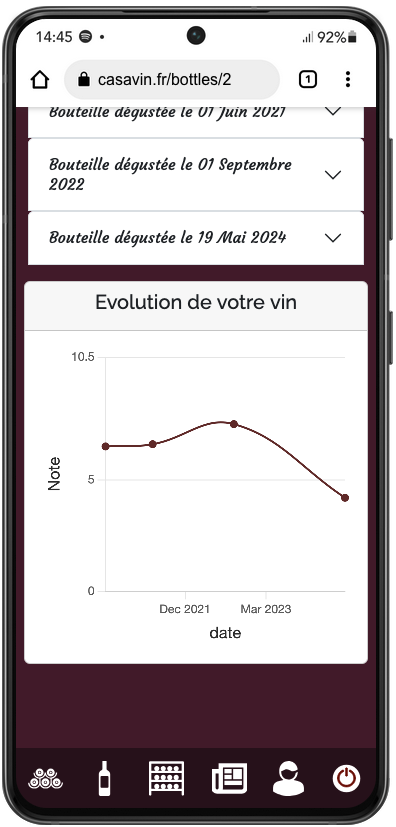 14:45
92%
casavin.fr/bottles/2
1
Bouteille dégustée le 01 Juin 2021
Bouteille dégustée le 01 Septembre
2022
Bouteille dégustée le 19 Mai 2024
Evolution de votre vin
10.5
Note
5
0
Dec 2021 Mar 2023
date